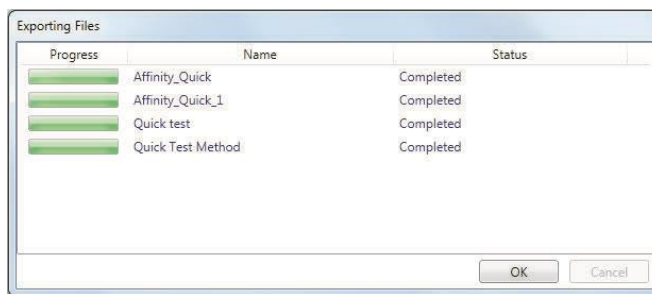 Exporting Files
Progress Name Status
Affinity_Quick Completed
Affinity_Quick_1 Completed
Quick test Completed
Quick Test Method Completed
OK Cancel